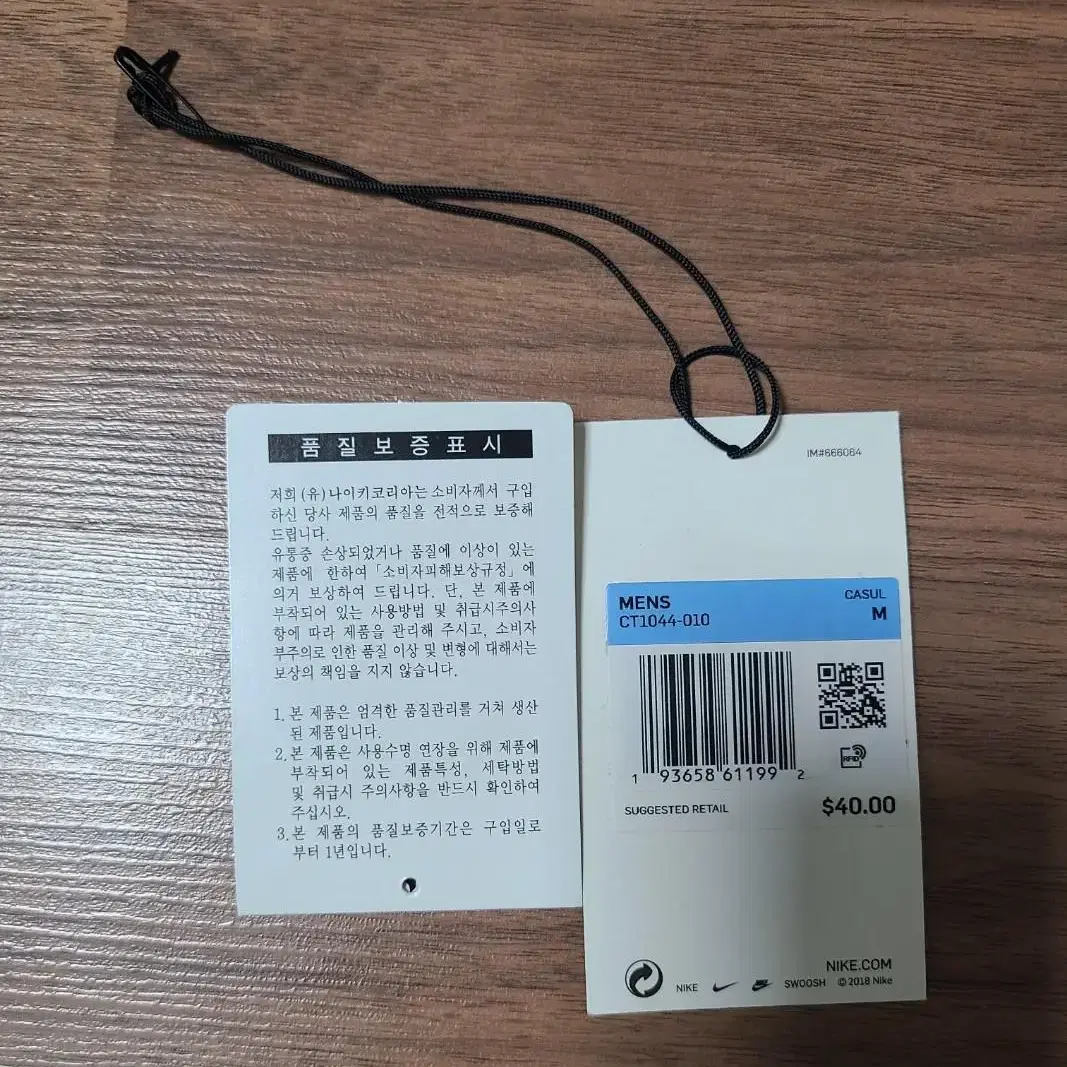 품질보증표시
저희 (유) 나이키코리아는 소비자께서 구입
하신 당사 제품의 품질을 전적으로 보증해
드립니다.
유통중 손상되었거나 품질에 이상이 있는
제품에 한하여 「소비자피해보상규정」에
의거 보상하여 드립니다. 단, 본 제품에
부착되어 있는 사용방법 및 취급시주의사
항에 따라 제품을 관리해 주시고, 소비자
부주의로 인한 품질 이상 및 변형에 대해서는
보상의 책임을 지지 않습니다.
1. 본 제품은 엄격한 품질관리를 거쳐 생산
된 제품입니다.
2. 본 제품은 사용수명 연장을 위해 제품에
부착되어 있는 제품특성, 세탁방법
및 취급시 주의사항을 반드시 확인하여
주십시오.
3. 본 제품의 품질보증기간은 구입일로
부터 1년입니다.
IM#666064
MENS
CASUL
CT1044-010
M
1 93658 61199 2
RFID
SUGGESTED RETAIL
$40.00
NIKE.COM
NIKE
NIKE
SWOOSH
© 2018 Nike